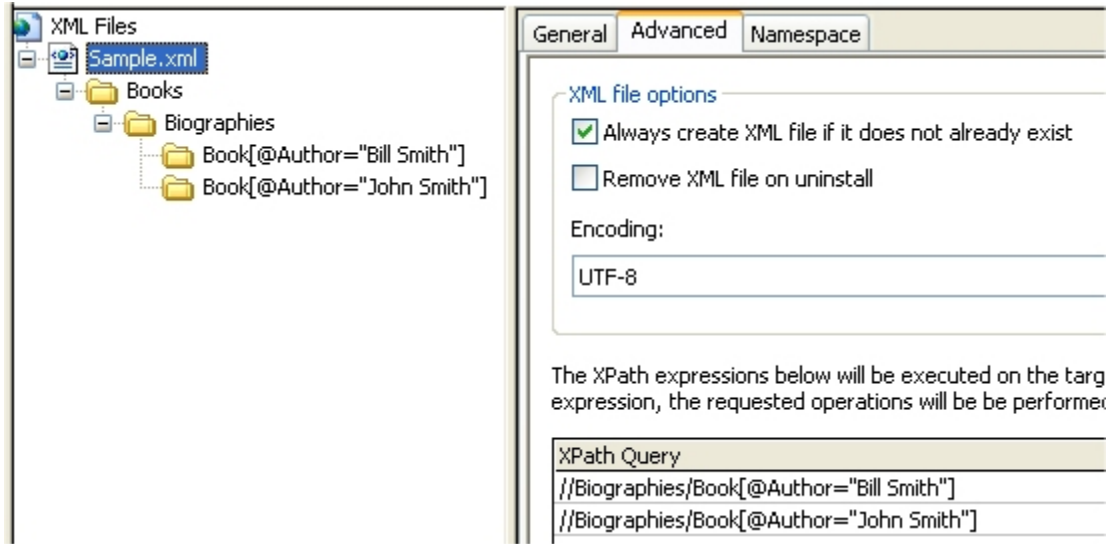 XML Files
Sample.xml
Books
Biographies
Book[@Author="Bill Smith"]
Book[@Author="John Smith"]
General
Advanced
Namespace
XML file options
Always create XML file if it does not already exist
Remove XML file on uninstall
Encoding:
UTF-8
The XPath expressions below will be executed on the targ
expression, the requested operations will be be performed
XPath Query
//Biographies/Book[@Author="Bill Smith"]
//Biographies/Book[@Author="John Smith"]